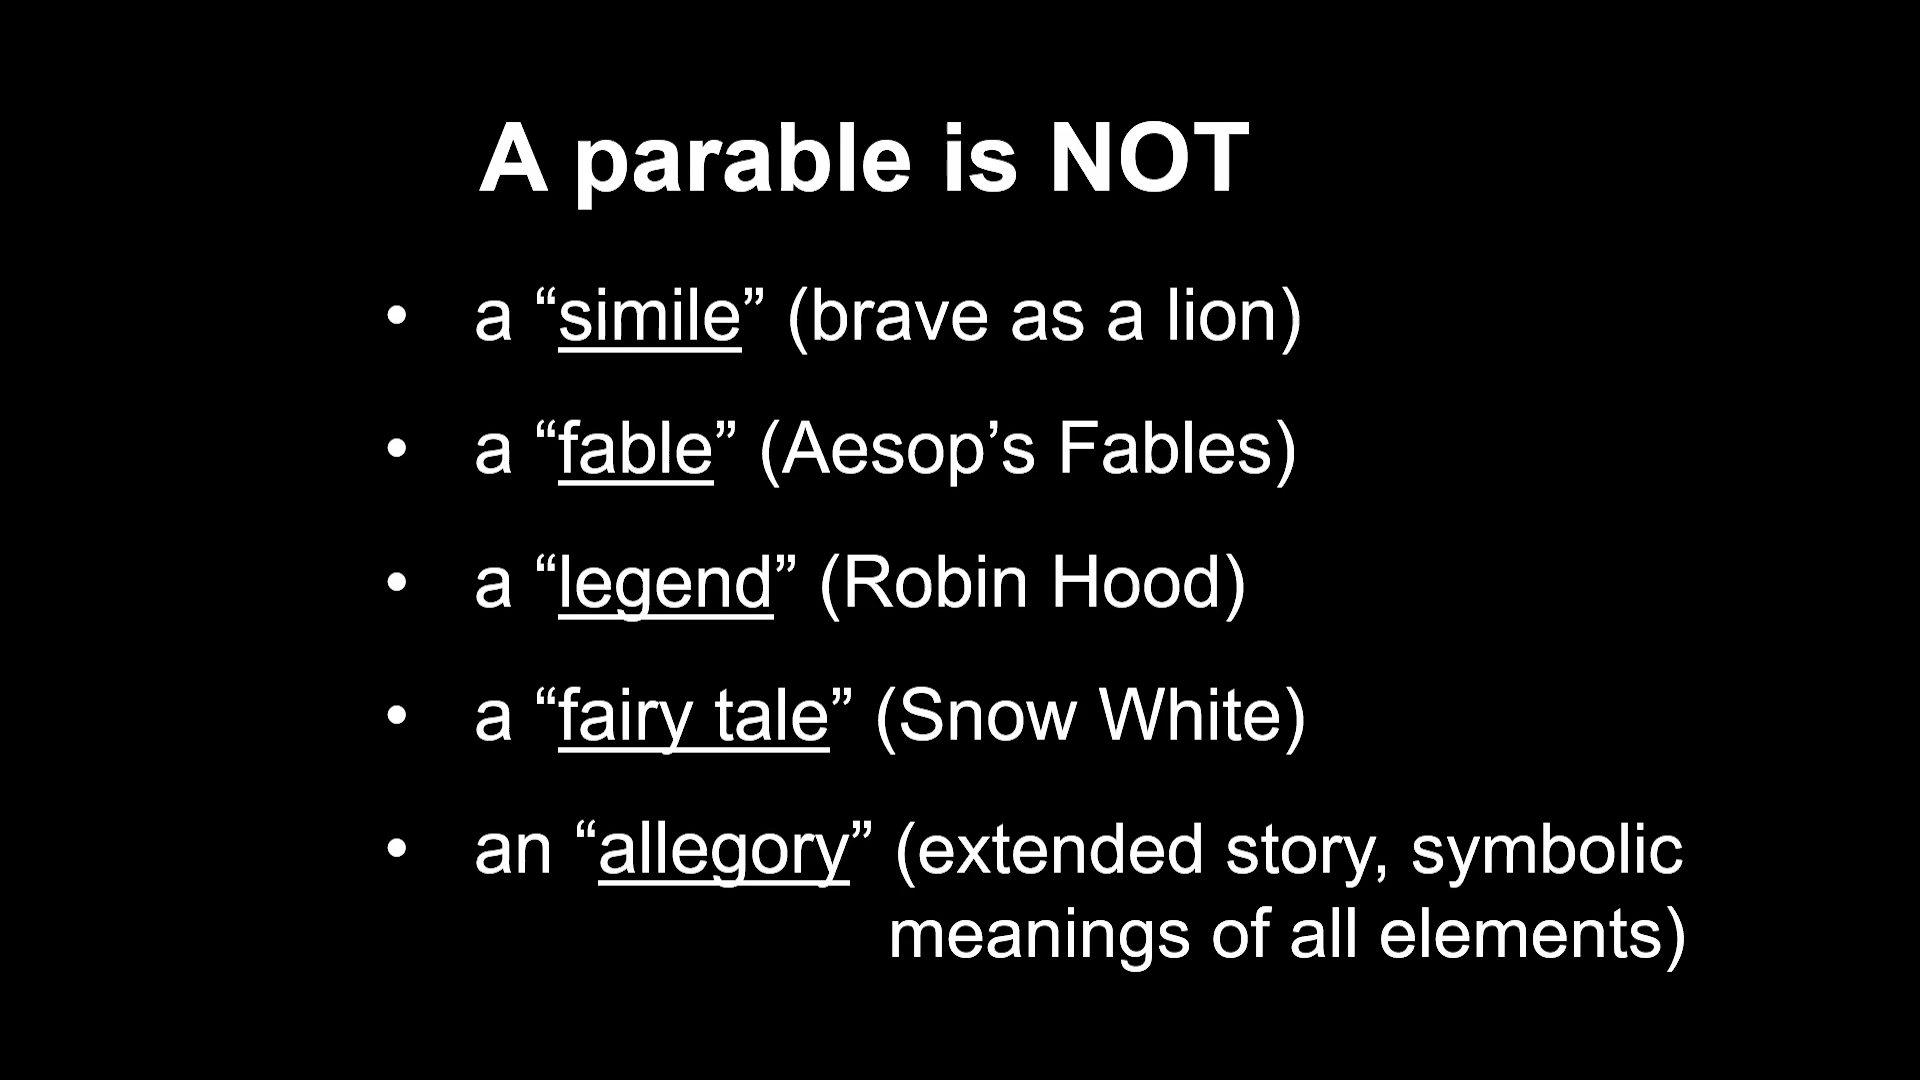 A parable is NOT
• a “simile” (brave as a lion)
• a “fable” (Aesop’s Fables)
• a “legend” (Robin Hood)
• a “fairy tale” (Snow White)
• an “allegory” (extended story, symbolic
meanings of all elements)